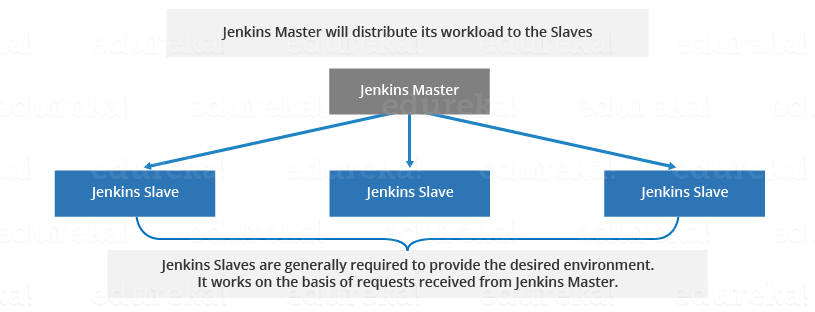 Jenkins Master will distribute its workload to the Slaves
Jenkins Master
edureka!
Jenkins Slave
Jenkins Slave
Jenkins Slave
Jenkins Slaves are generally required to provide the desired environment.
It works on the basis of requests received from Jenkins Master.